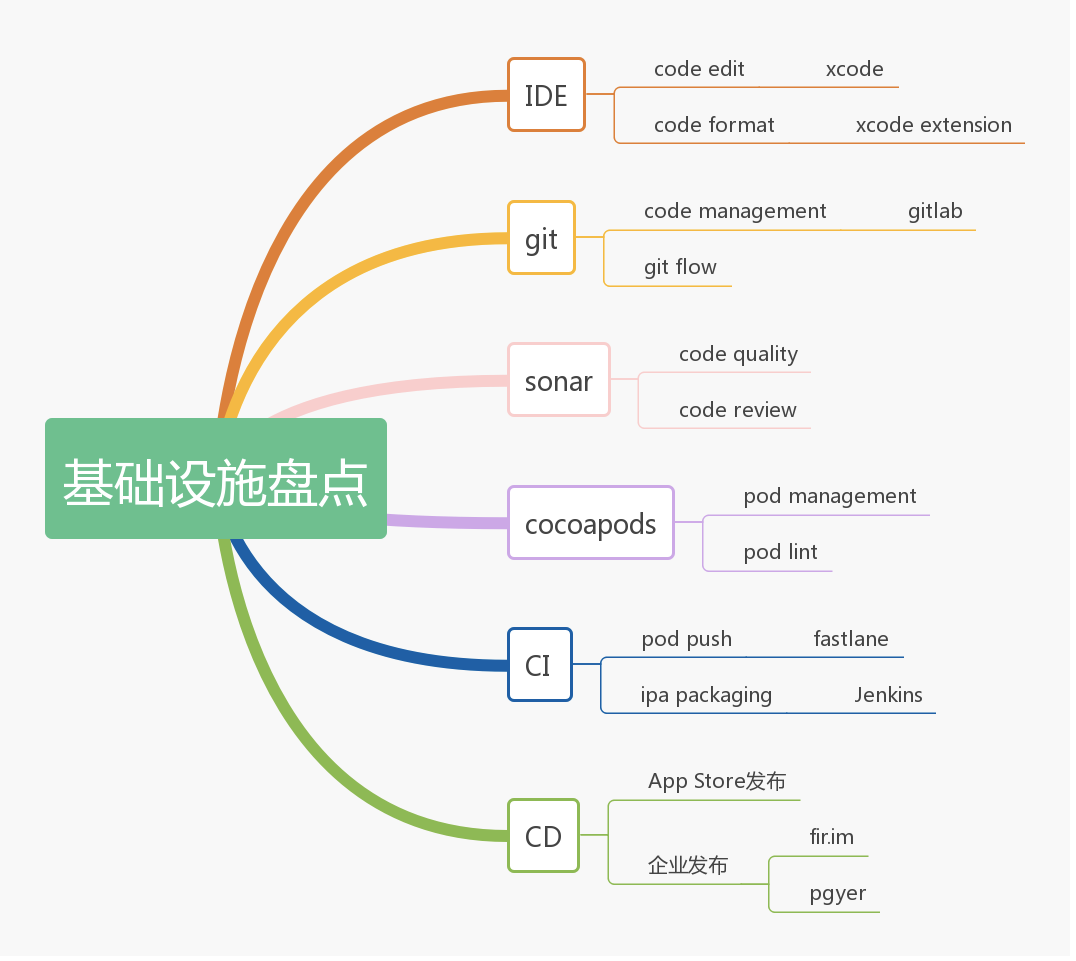 基础设施盘点
IDE
code edit
xcode
code format
xcode extension
git
code management
gitlab
git flow
sonar
code quality
code review
cocoapods
pod management
pod lint
CI
pod push
fastlane
ipa packaging
Jenkins
CD
App Store发布
企业发布
fir.im
pgyer